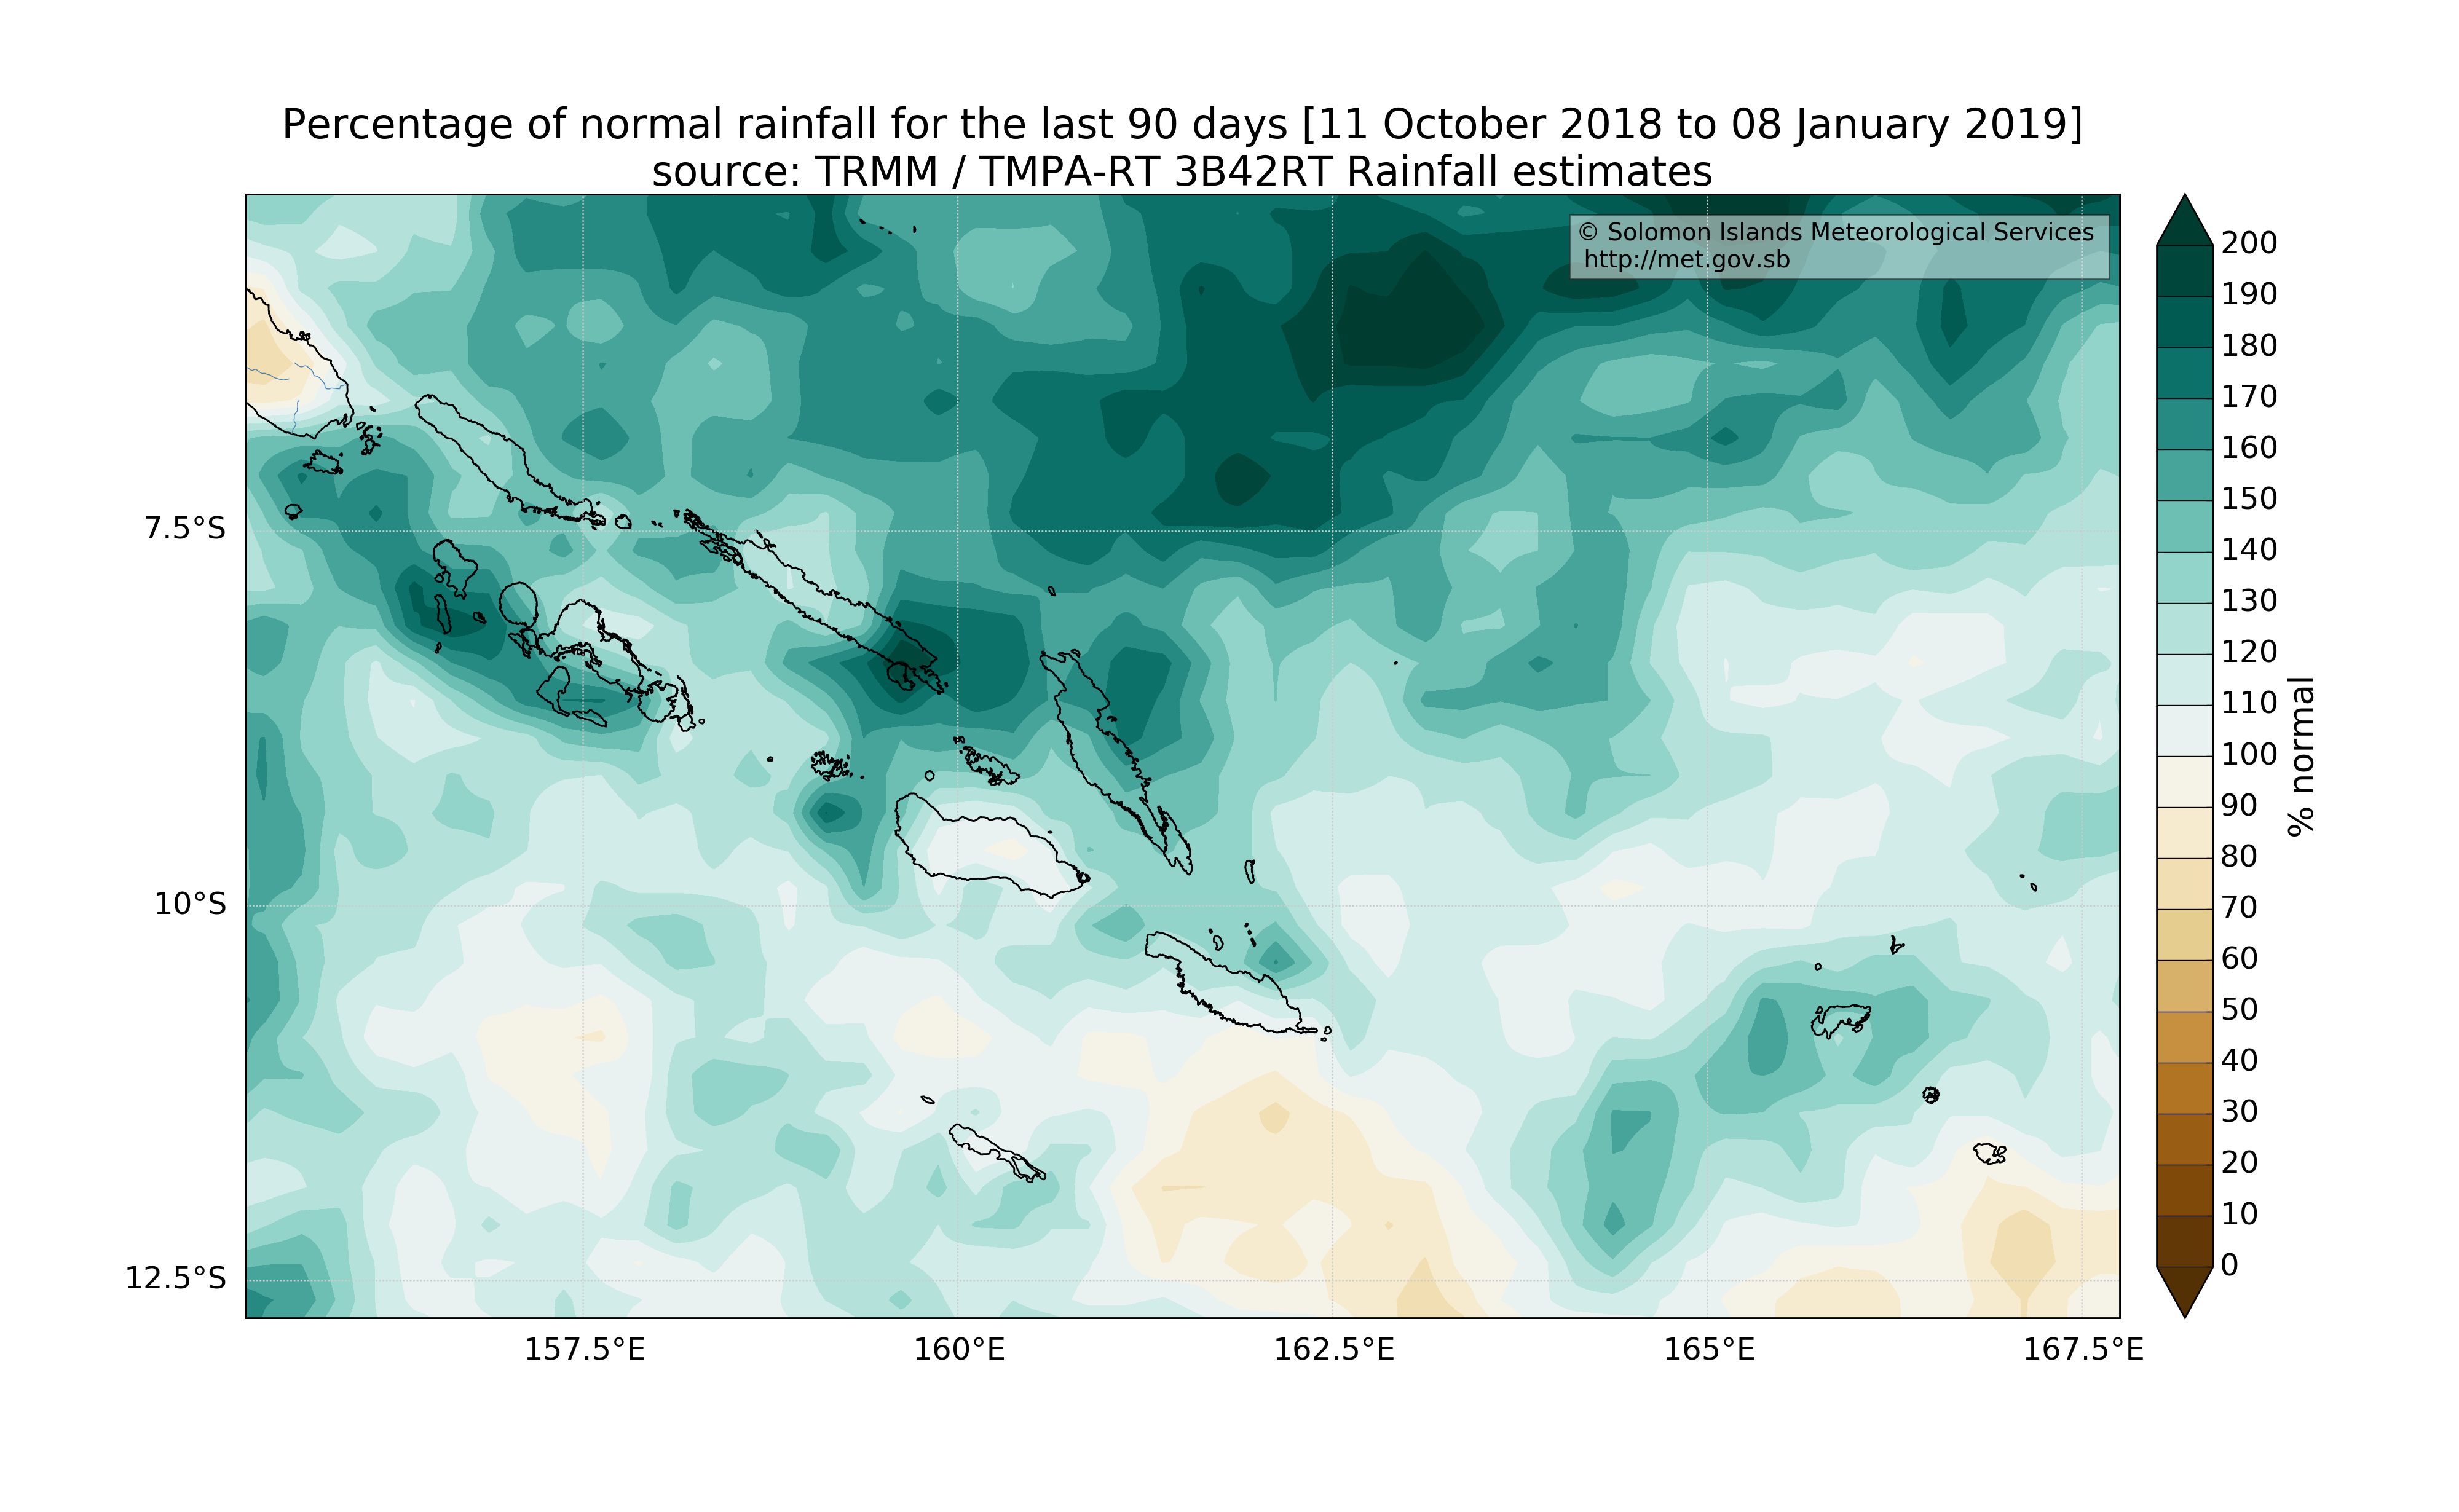 Percentage of normal rainfall for the last 90 days [11 October 2018 to 08 January 2019]
source: TRMM / TMPA-RT 3B42RT Rainfall estimates
© Solomon Islands Meteorological Services
http://met.gov.sb
7.5°S
10°S
12.5°S
157.5°E
160°E
162.5°E
165°E
167.5°E
200
190
180
170
160
150
140
130
120
110
100
90
80
70
60
50
40
30
20
10
0
% normal